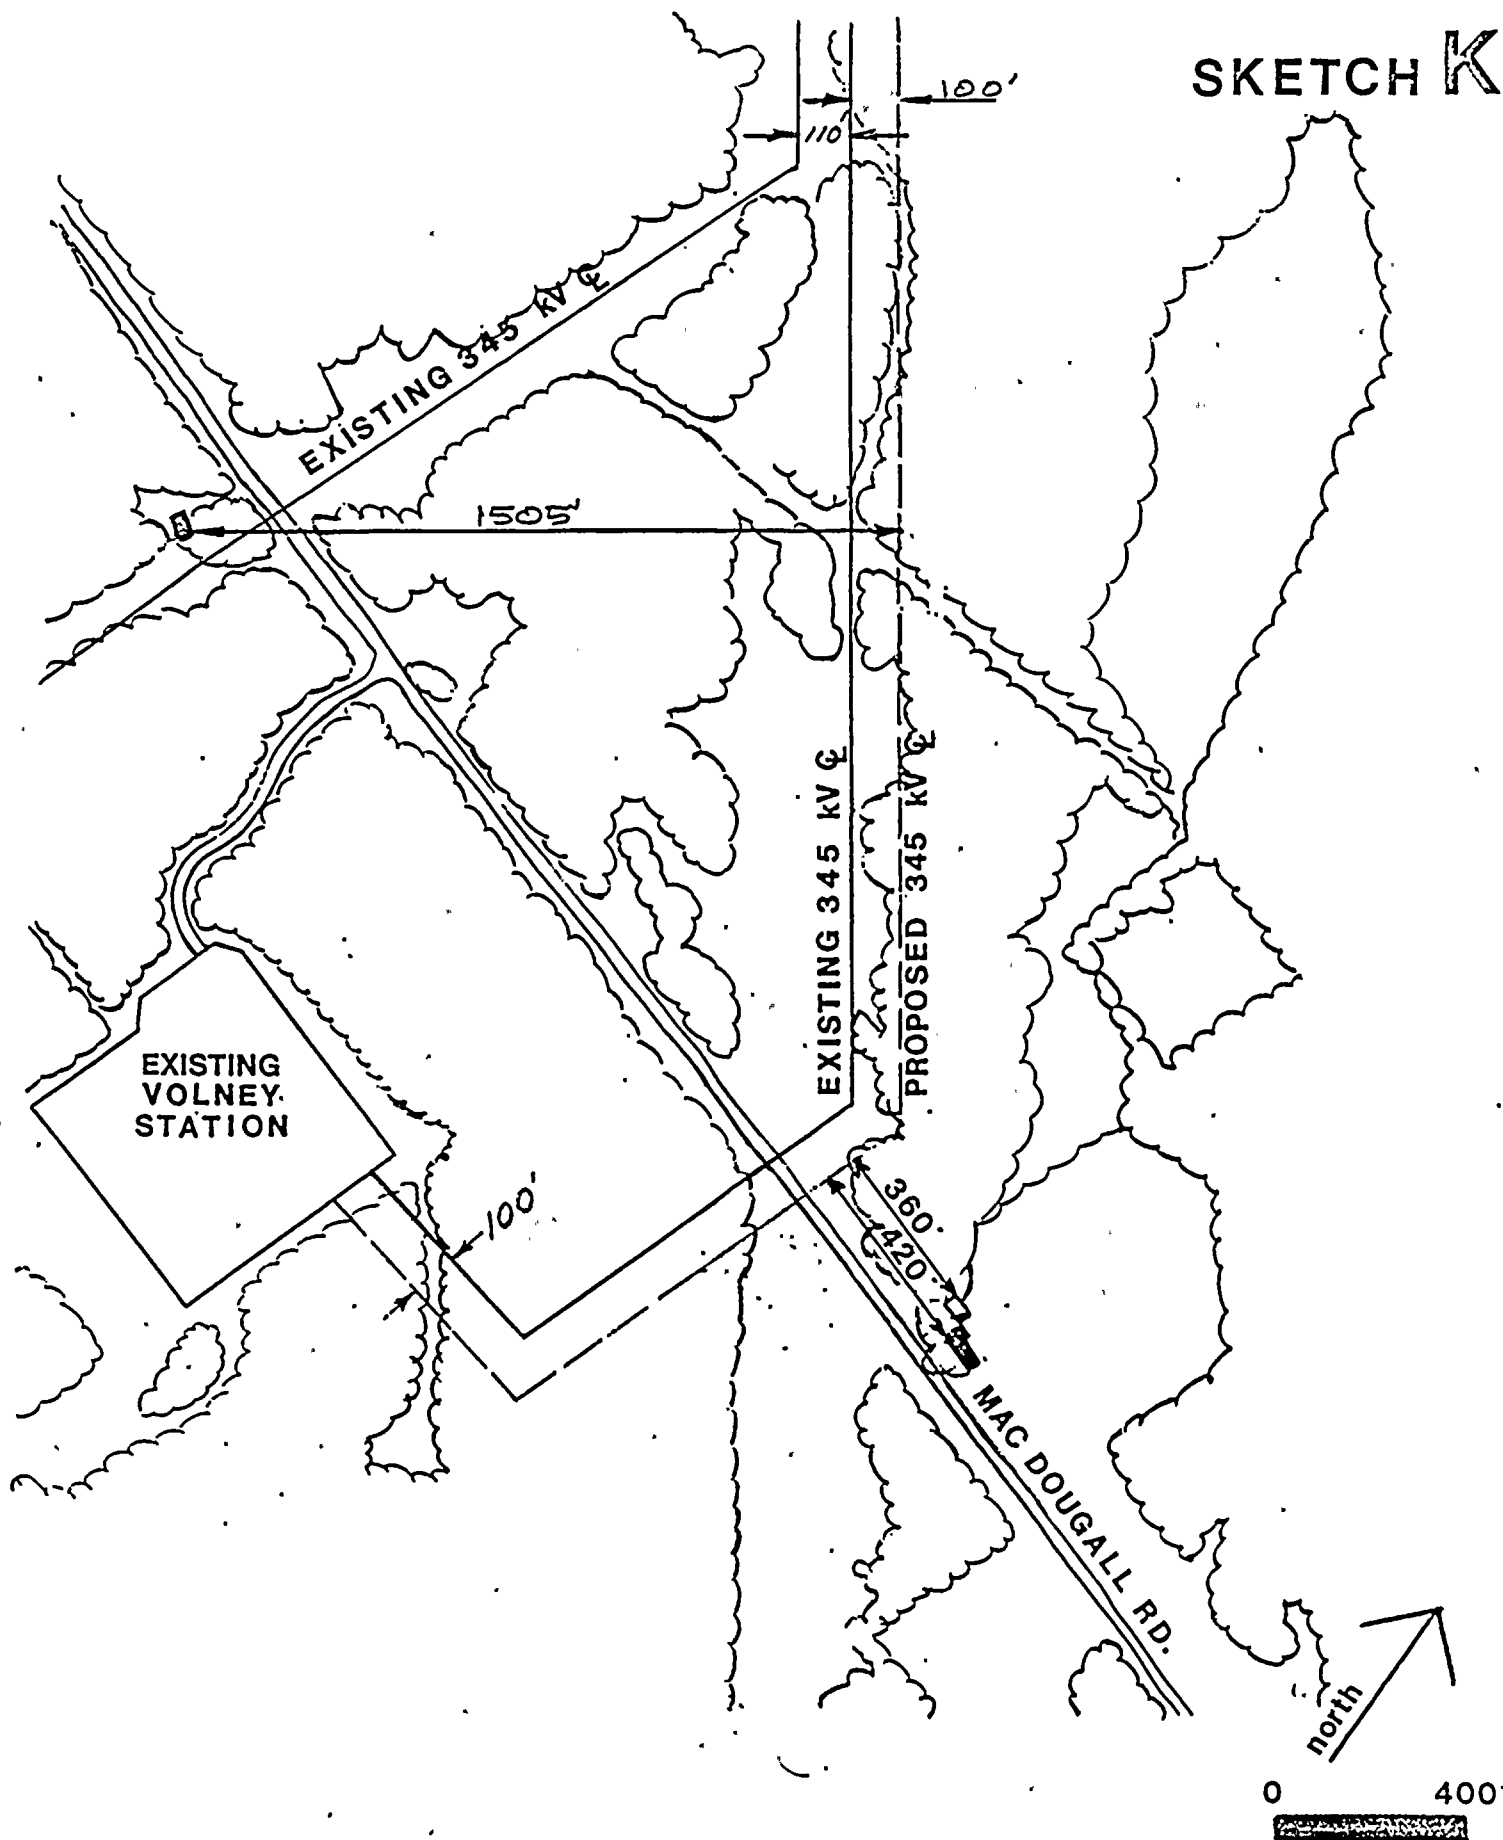 SKETCH K
100'
110'
EXISTING 345 kV ℄
1505'
EXISTING 345 kV ℄
PROPOSED 345 kV ℄
EXISTING
VOLNEY
STATION
100'
360'
420'
MAC DOUGALL RD.
north
0 400'